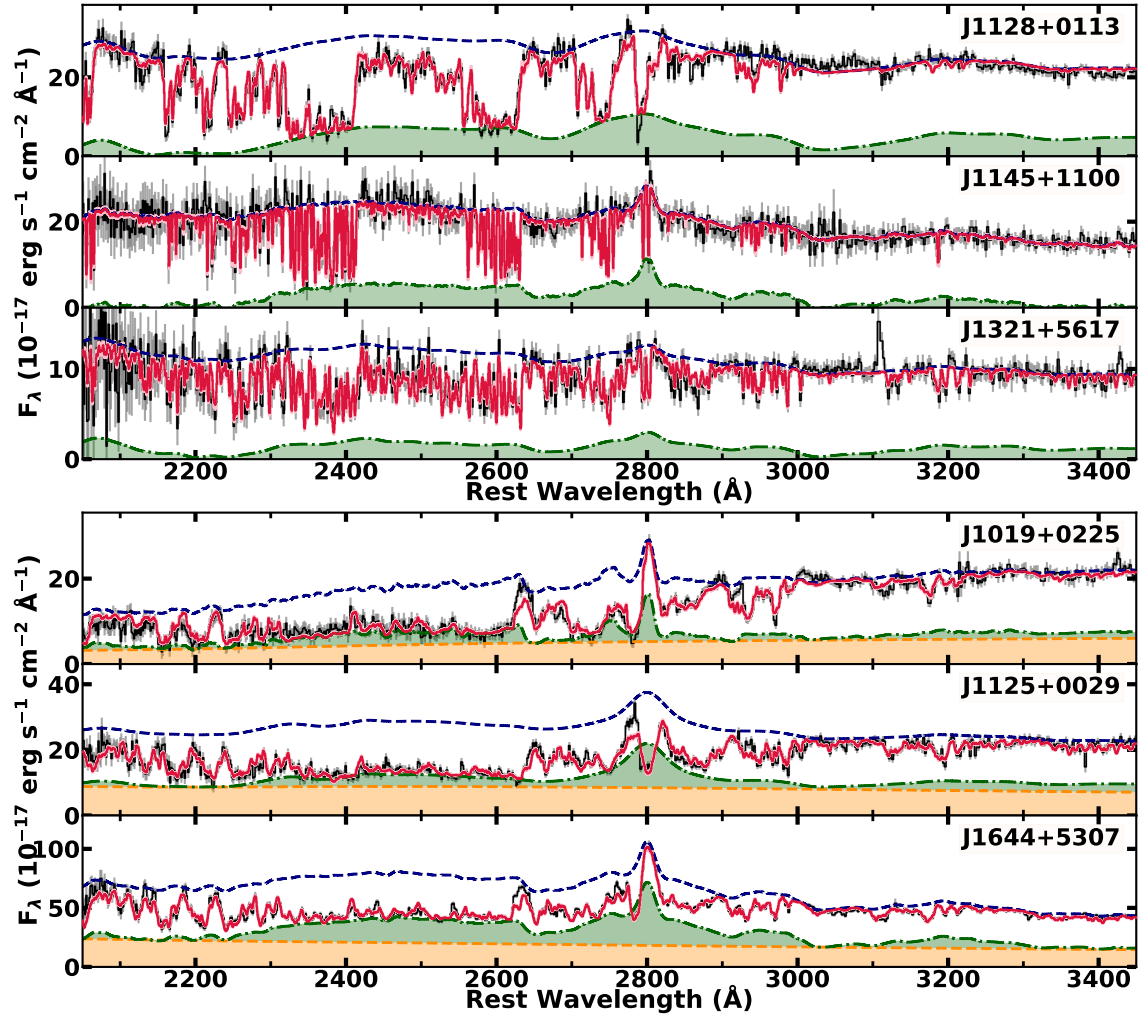 J1128+0113
20
0
J1145+1100
20
0
J1321+5617
10
0
F_λ (10⁻¹⁷ erg s⁻¹ cm⁻² Å⁻¹)
2200 2400 2600 2800 3000 3200 3400
Rest Wavelength (Å)
J1019+0225
20
0
J1125+0029
40
20
0
J1644+5307
100
50
0
F_λ (10⁻¹⁷ erg s⁻¹ cm⁻² Å⁻¹)
2200 2400 2600 2800 3000 3200 3400
Rest Wavelength (Å)